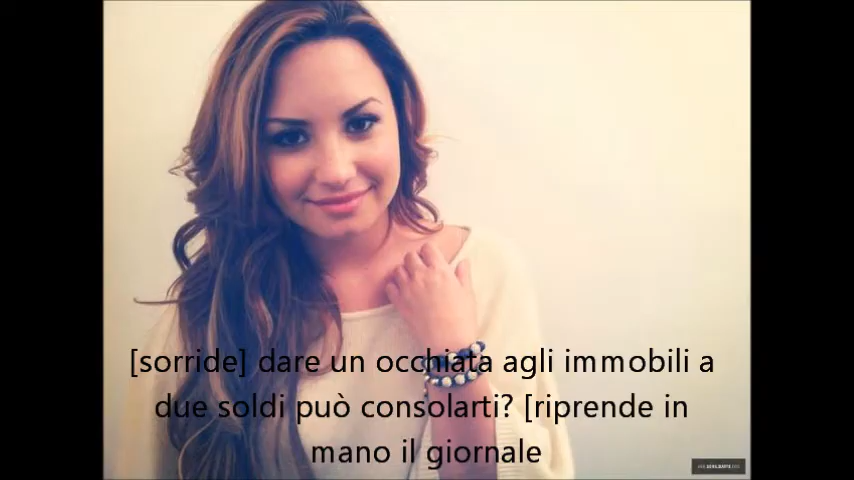 [sorride] dare un occhiata agli immobili a
due soldi può consolarti? [riprende in
mano il giornale